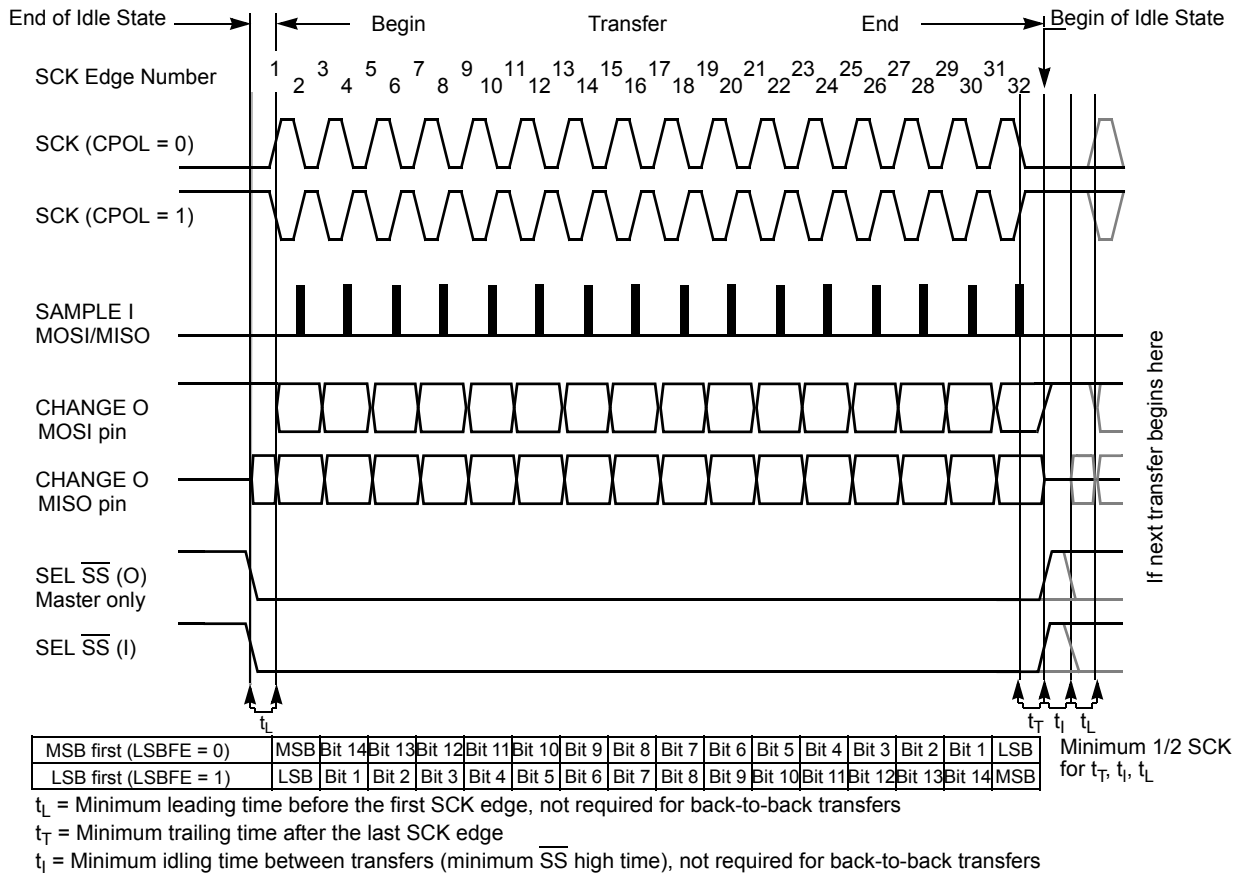 End of Idle State
Begin
Transfer
End
Begin of Idle State
SCK Edge Number
1 3 5 7 9 11 13 15 17 19 21 23 25 27 29 31
2 4 6 8 10 12 14 16 18 20 22 24 26 28 30 32
SCK (CPOL = 0)
SCK (CPOL = 1)
SAMPLE I
MOSI/MISO
CHANGE O
MOSI pin
CHANGE O
MISO pin
SEL SS (O)
Master only
SEL SS (I)
If next transfer begins here
tL
tT tI tL
MSB first (LSBFE = 0) MSB Bit 14 Bit 13 Bit 12 Bit 11 Bit 10 Bit 9 Bit 8 Bit 7 Bit 6 Bit 5 Bit 4 Bit 3 Bit 2 Bit 1 LSB
LSB first (LSBFE = 1) LSB Bit 1 Bit 2 Bit 3 Bit 4 Bit 5 Bit 6 Bit 7 Bit 8 Bit 9 Bit 10 Bit 11 Bit 12 Bit 13 Bit 14 MSB
Minimum 1/2 SCK
for tT, tI, tL
tL = Minimum leading time before the first SCK edge, not required for back-to-back transfers
tT = Minimum trailing time after the last SCK edge
tI = Minimum idling time between transfers (minimum SS high time), not required for back-to-back transfers